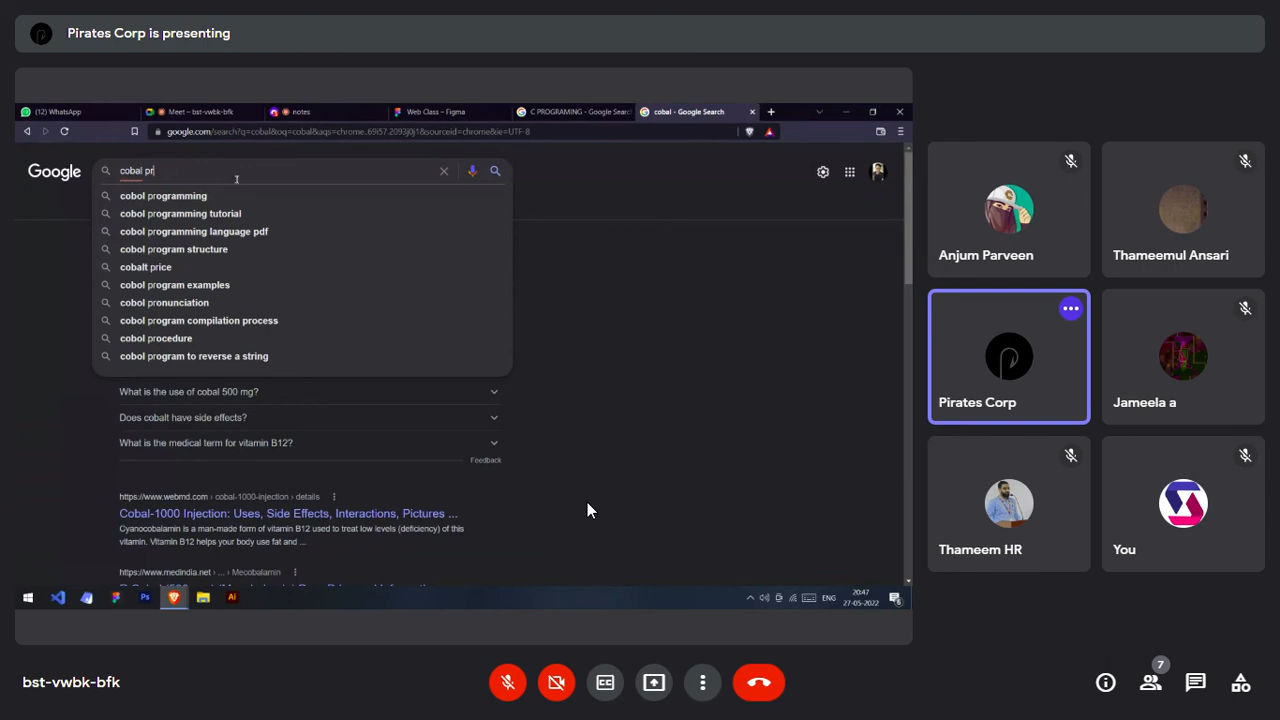 Pirates Corp is presenting
(12) WhatsApp
Meet – bst-vwbk-bfk
notes
Web Class – Figma
C PROGRAMING - Google Searc
cobal - Google Search
google.com/search?q=cobal&oq=cobal&aqs=chrome..69i57.2093j0j1&sourceid=chrome&ie=UTF-8
Google
cobal pr
cobol programming
cobol programming tutorial
cobol programming language pdf
cobol program structure
cobalt price
cobol program examples
cobol pronunciation
cobol program compilation process
cobol procedure
cobol program to reverse a string
What is the use of cobal 500 mg?
Does cobalt have side effects?
What is the medical term for vitamin B12?
Feedback
https://www.webmd.com › cobal-1000-injection › details
Cobal-1000 Injection: Uses, Side Effects, Interactions, Pictures ...
Cyanocobalamin is a man-made form of vitamin B12 used to treat low levels (deficiency) of this
vitamin. Vitamin B12 helps your body use fat and ...
https://www.medindia.net › ... › Mecobalamin
Ps
Ai
ENG
20:47
27-05-2022
6
Anjum Parveen
Thameemul Ansari
Pirates Corp
Jameela a
Thameem HR
You
bst-vwbk-bfk
CC
7